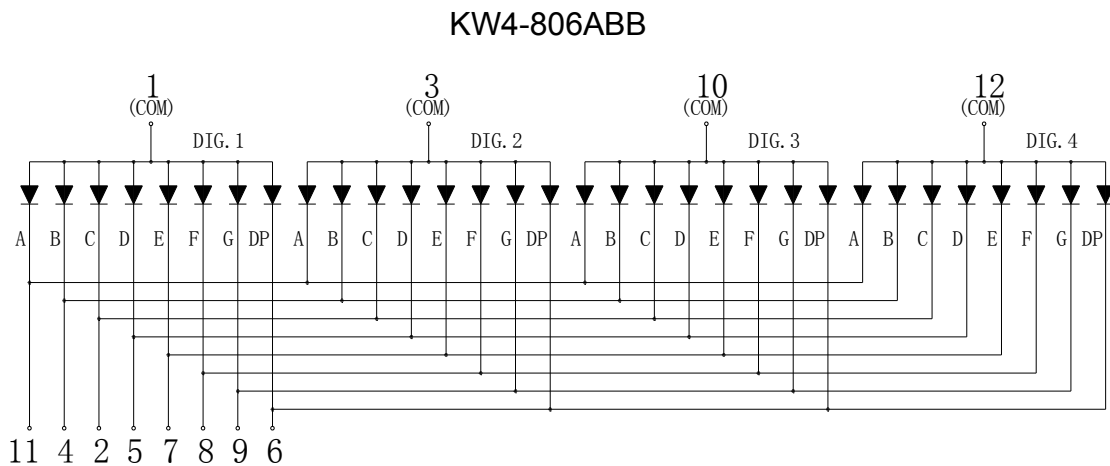 KW4-806ABB
1 3 10 12
(COM) (COM) (COM) (COM)
DIG.1 DIG.2 DIG.3 DIG.4
A B C D E F G DP A B C D E F G DP A B C D E F G DP A B C D E F G DP
11 4 2 5 7 8 9 6